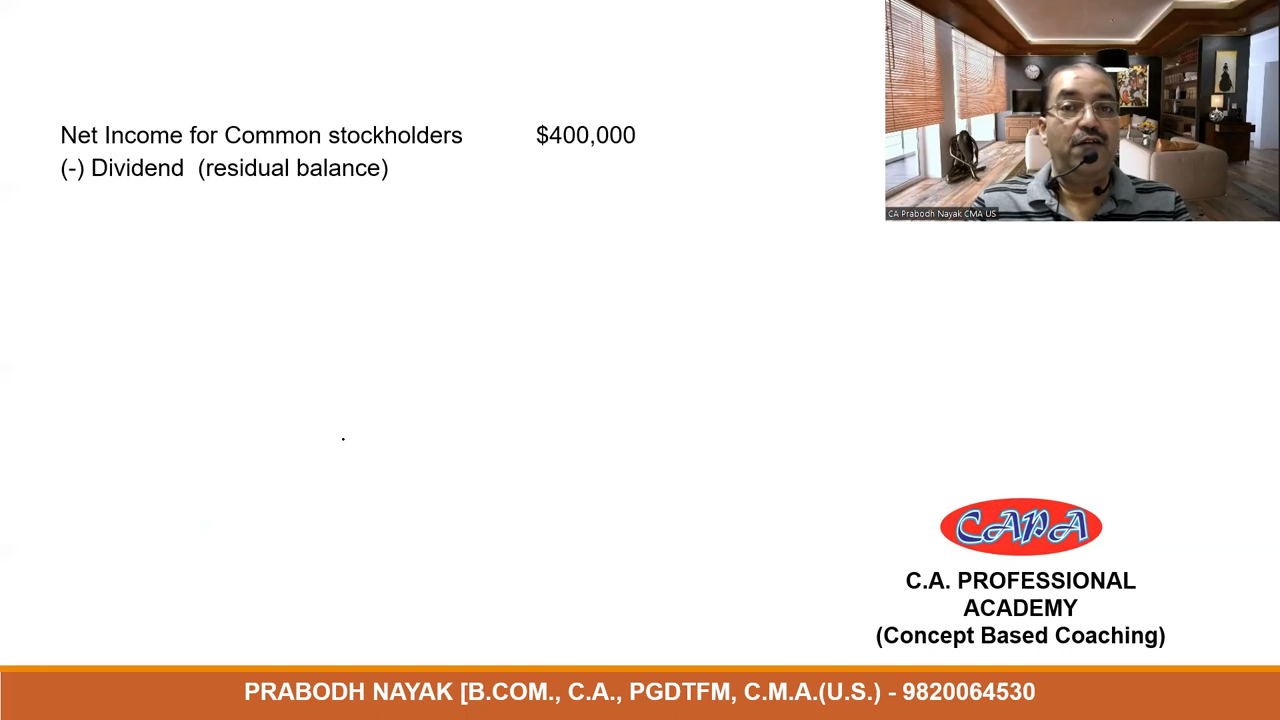 Net Income for Common stockholders $400,000
(-) Dividend (residual balance)
CA Prabodh Nayak CMA US
CAPA
C.A. PROFESSIONAL
ACADEMY
(Concept Based Coaching)
PRABODH NAYAK [B.COM., C.A., PGDTFM, C.M.A.(U.S.) - 9820064530